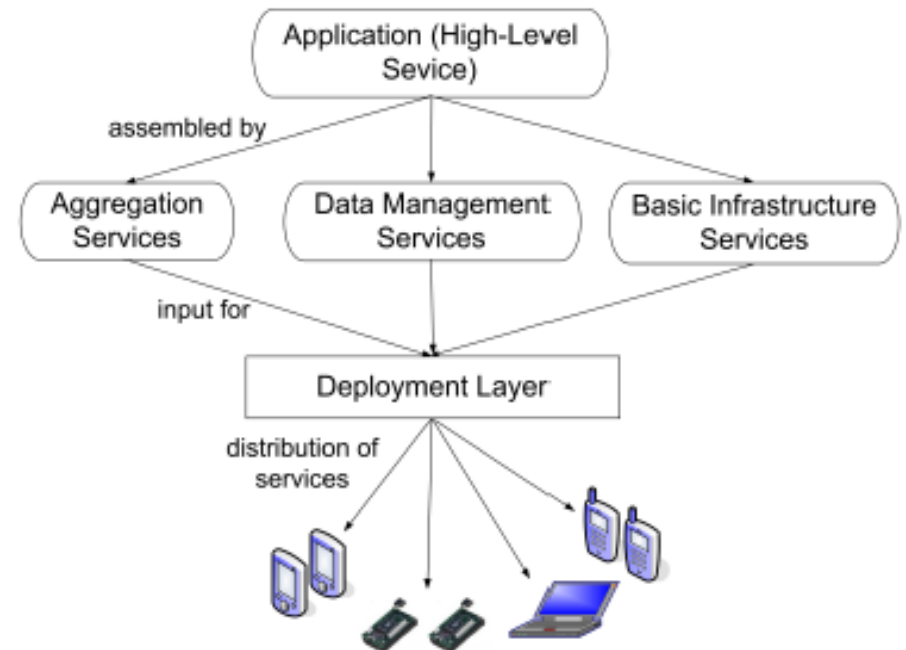 Application (High-Level
Sevice)
assembled by
Aggregation
Services
Data Management
Services
Basic Infrastructure
Services
input for
Deployment Layer
distribution of
services